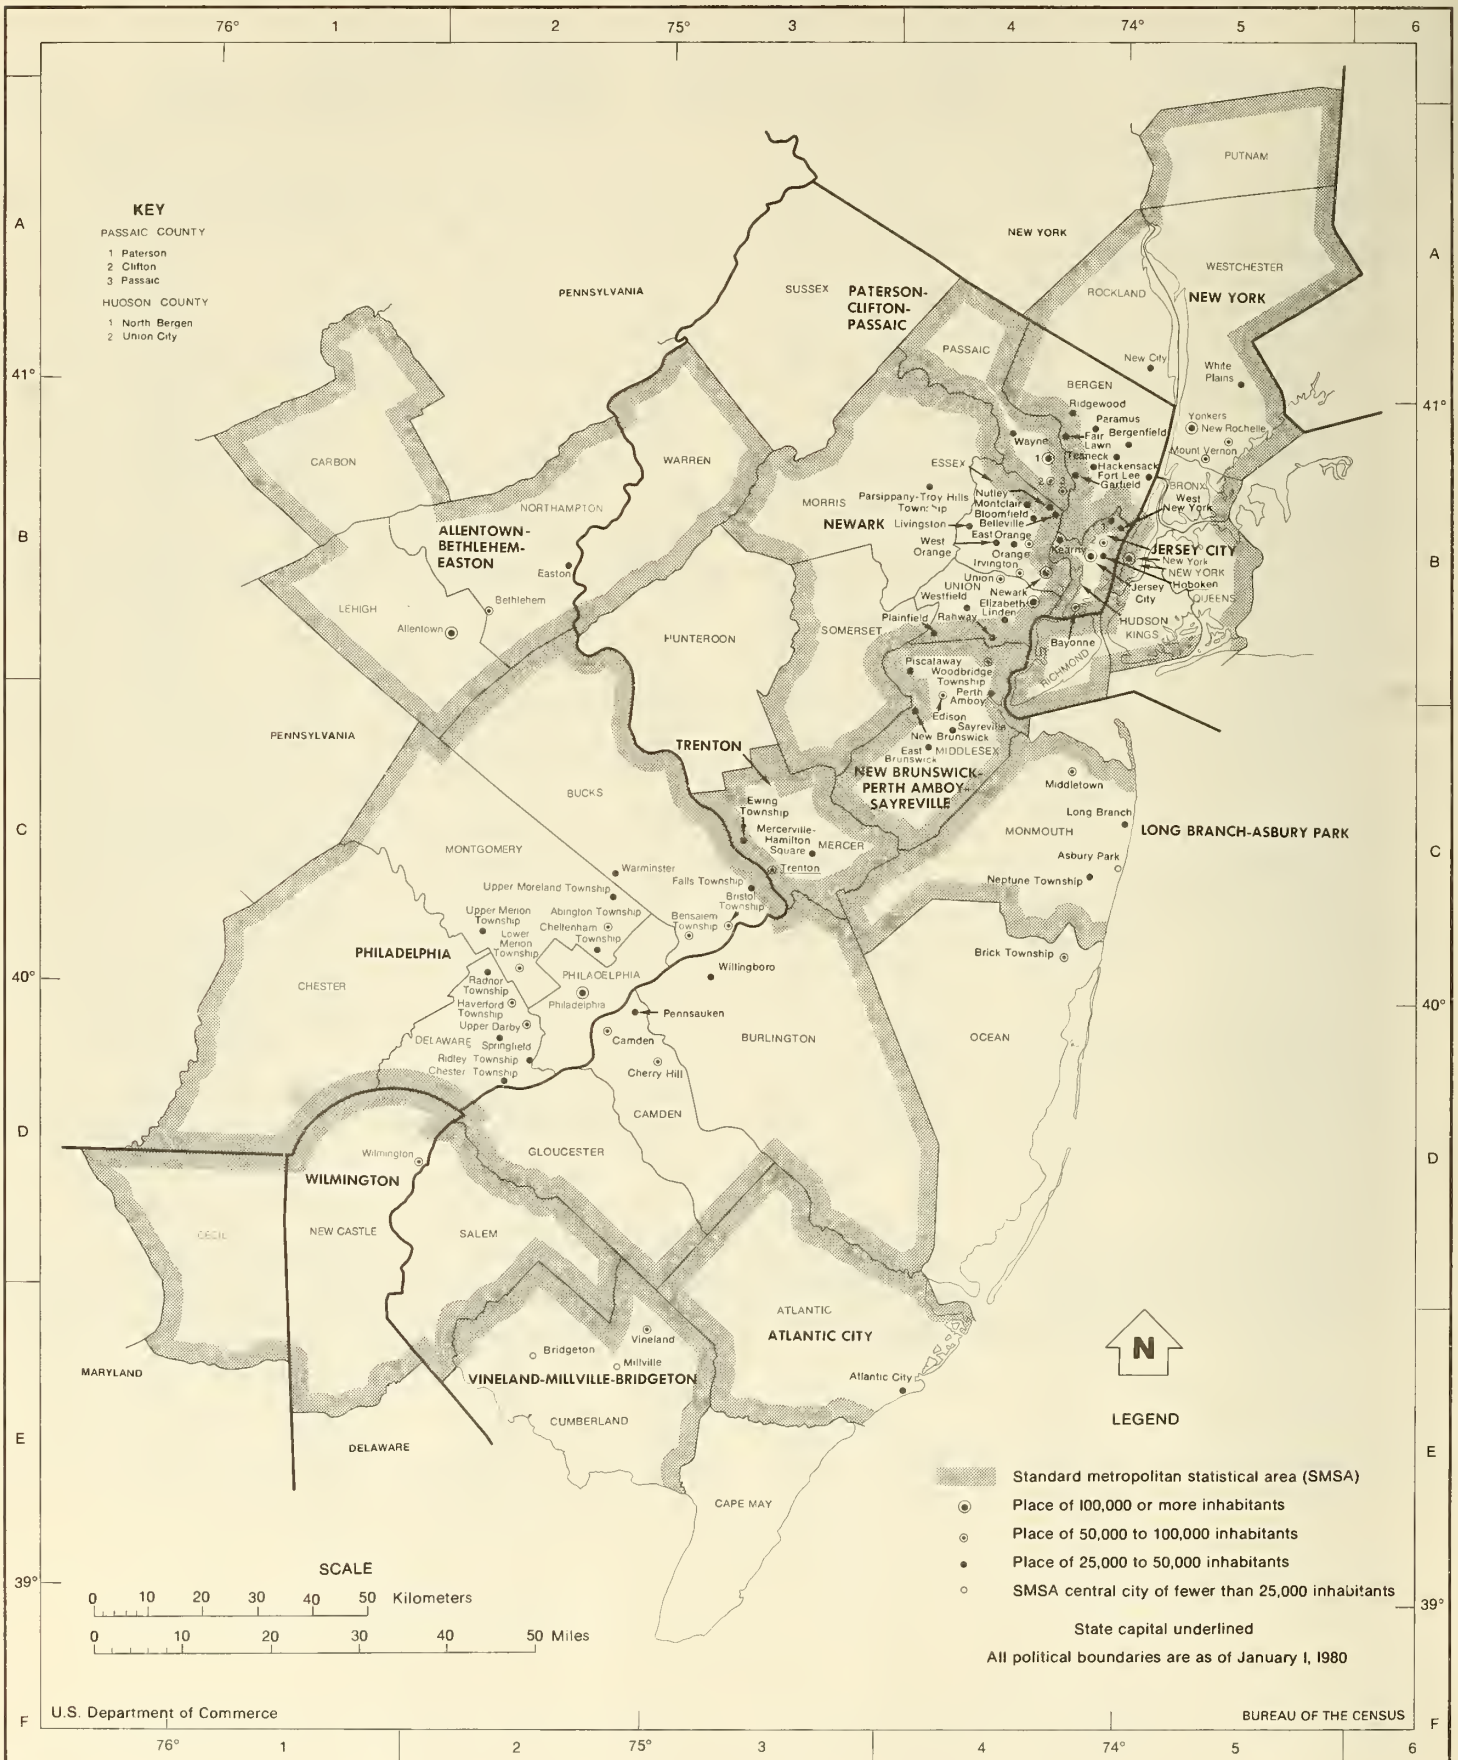 76° 1 2 75° 3 4 74° 5 6
A
B
C
D
E
F
41°
40°
39°
KEY
PASSAIC COUNTY
1 Paterson
2 Clifton
3 Passaic
HUDSON COUNTY
1 North Bergen
2 Union City
PUTNAM
NEW YORK
WESTCHESTER
ROCKLAND
NEW YORK
PENNSYLVANIA
SUSSEX
PATERSON-
CLIFTON-
PASSAIC
PASSAIC
New City
White
Plains
BERGEN
Ridgewood
Paramus
Fair
Lawn
Bergenfield
Wayne
Teaneck
Hackensack
Fort Lee
Garfield
Yonkers
New Rochelle
Mount Vernon
BRONX
West
New York
CARBON
WARREN
ESSEX
1
2
3
MORRIS
Parsippany-Troy Hills
Township
NEWARK
Nutley
Montclair
Bloomfield
Belleville
Livingston
West
Orange
East Orange
Orange
Irvington
Kearny
1
2
JERSEY CITY
New York
NEW YORK
Hoboken
Jersey
City
QUEENS
NORTHAMPTON
ALLENTOWN-
BETHLEHEM-
EASTON
Easton
LEHIGH
Bethlehem
Allentown
Union
UNION
Newark
Westfield
Elizabeth
Linden
Plainfield
Rahway
HUDSON
KINGS
Bayonne
RICHMOND
HUNTERDON
SOMERSET
Piscataway
Woodbridge
Township
Perth
Amboy
Edison
Sayreville
New Brunswick
East
Brunswick
MIDDLESEX
NEW BRUNSWICK-
PERTH AMBOY-
SAYREVILLE
PENNSYLVANIA
TRENTON
BUCKS
Ewing
Township
Mercerville-
Hamilton
Square
MERCER
Trenton
Middletown
Long Branch
MONMOUTH
LONG BRANCH-ASBURY PARK
Asbury Park
Neptune Township
MONTGOMERY
Warminster
Upper Moreland Township
Falls Township
Bristol
Township
Upper Merion
Township
Abington Township
Cheltenham
Township
Bensalem
Township
Lower
Merion
Township
PHILADELPHIA
Willingboro
Brick Township
CHESTER
Radnor
Township
PHILADELPHIA
Philadelphia
Haverford
Township
Upper Darby
Pennsauken
DELAWARE
Springfield
Camden
BURLINGTON
OCEAN
Ridley Township
Chester Township
Cherry Hill
CAMDEN
Wilmington
GLOUCESTER
WILMINGTON
CECIL
NEW CASTLE
SALEM
ATLANTIC
ATLANTIC CITY
Vineland
Bridgeton
Millville
VINELAND-MILLVILLE-BRIDGETON
Atlantic City
MARYLAND
CUMBERLAND
DELAWARE
CAPE MAY
N
LEGEND
Standard metropolitan statistical area (SMSA)
Place of 100,000 or more inhabitants
Place of 50,000 to 100,000 inhabitants
Place of 25,000 to 50,000 inhabitants
SMSA central city of fewer than 25,000 inhabitants
State capital underlined
All political boundaries are as of January 1, 1980
SCALE
0 10 20 30 40 50 Kilometers
0 10 20 30 40 50 Miles
U.S. Department of Commerce
BUREAU OF THE CENSUS
A
B
C
D
E
F
41°
40°
39°
76° 1 2 75° 3 4 74° 5 6